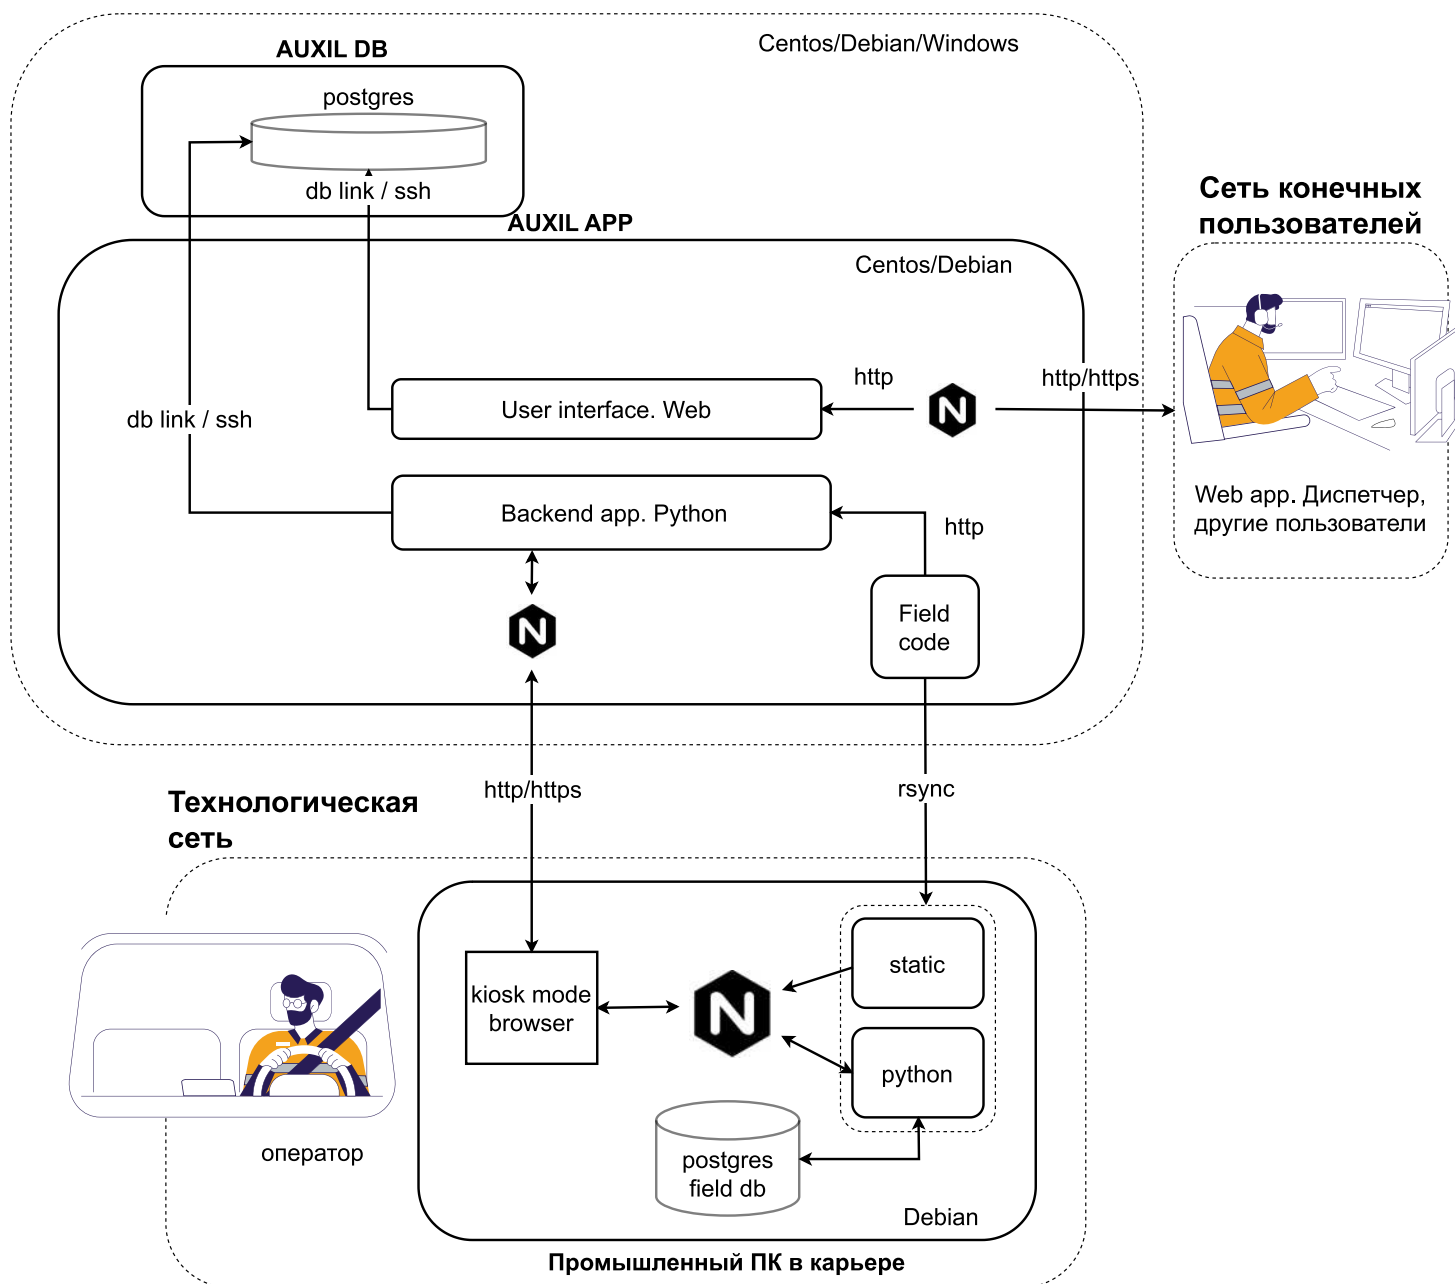 AUXIL DB
Centos/Debian/Windows
postgres
db link / ssh
AUXIL APP
Centos/Debian
Сеть конечных
пользователей
http
http/https
User interface. Web
N
db link / ssh
Backend app. Python
http
Web app. Диспетчер,
другие пользователи
Field
code
N
http/https
rsync
Технологическая
сеть
static
kiosk mode
browser
N
python
оператор
postgres
field db
Debian
Промышленный ПК в карьере